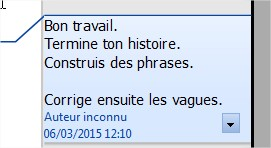 Bon travail.
Termine ton histoire.
Construis des phrases.
Corrige ensuite les vagues.
Auteur inconnu
06/03/2015 12:10